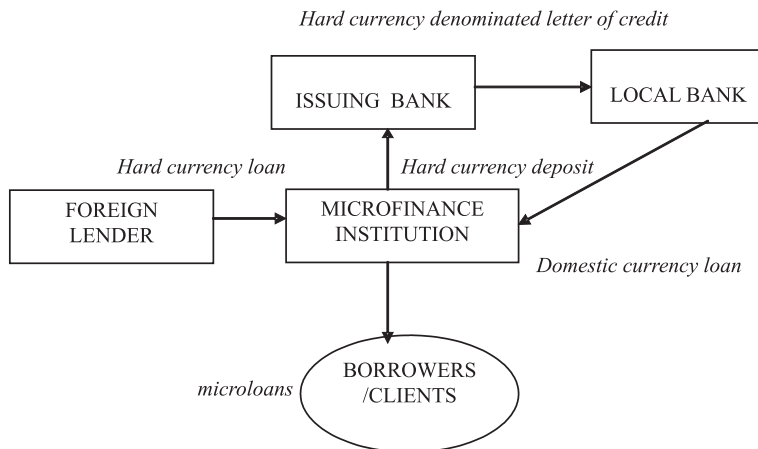 Hard currency denominated letter of credit
ISSUING BANK
LOCAL BANK
Hard currency loan
Hard currency deposit
FOREIGN
LENDER
MICROFINANCE
INSTITUTION
Domestic currency loan
microloans
BORROWERS
/CLIENTS